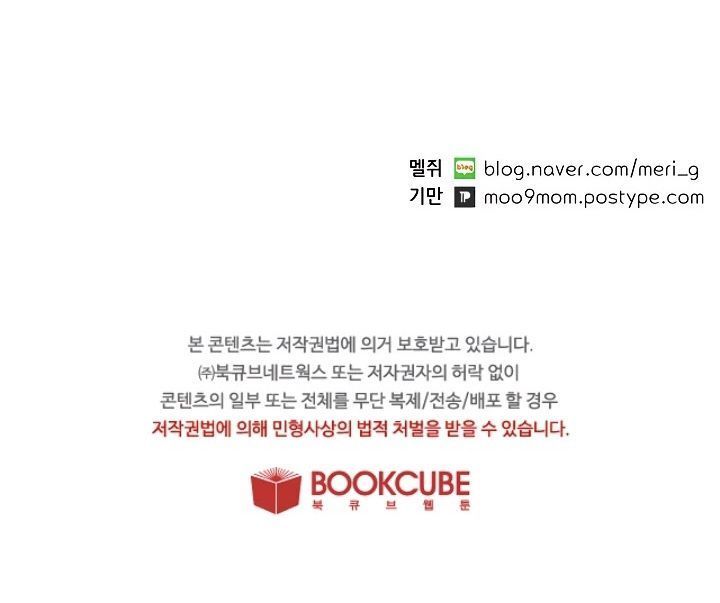 멜쥐 blog blog.naver.com/meri_g
기만 P moo9mom.postype.com
본 콘텐츠는 저작권법에 의거 보호받고 있습니다.
㈜북큐브네트웍스 또는 저자권자의 허락 없이
콘텐츠의 일부 또는 전체를 무단 복제/전송/배포 할 경우
저작권법에 의해 민형사상의 법적 처벌을 받을 수 있습니다.
BOOKCUBE
북큐브웹툰